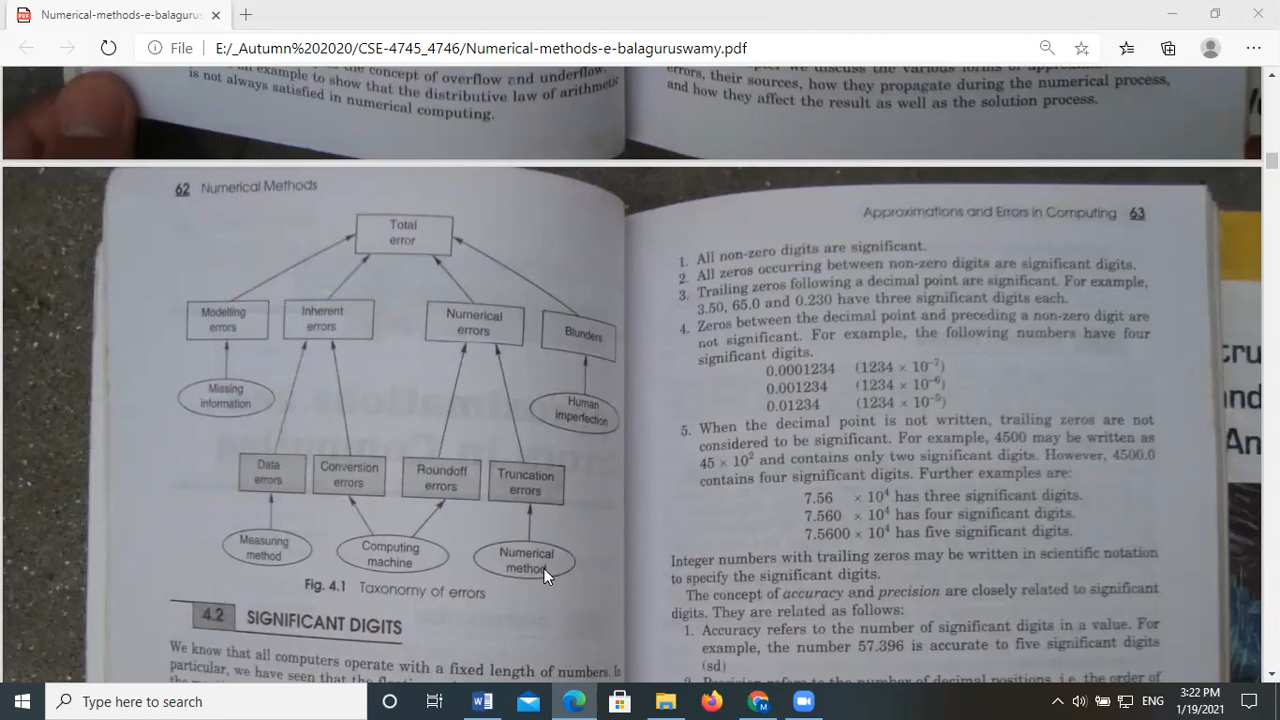 Numerical-methods-e-balagurus
File
E:/_Autumn%202020/CSE-4745_4746/Numerical-methods-e-balaguruswamy.pdf
an example to show that the distributive law of arithmetic
is not always satisfied in numerical computing.
errors, their sources, how they propagate during the numerical process,
and how they affect the result as well as the solution process.
62 Numerical Methods
Total
error
Modelling
errors
Inherent
errors
Numerical
errors
Blunders
Missing
information
Human
imperfection
Data
errors
Conversion
errors
Roundoff
errors
Truncation
errors
Measuring
method
Computing
machine
Numerical
method
Fig. 4.1 Taxonomy of errors
4.2 SIGNIFICANT DIGITS
We know that all computers operate with a fixed length of numbers. In
particular, we have seen that the
Approximations and Errors in Computing 63
1. All non-zero digits are significant.
2. All zeros occurring between non-zero digits are significant digits.
3. Trailing zeros following a decimal point are significant. For example,
3.50, 65.0 and 0.230 have three significant digits each.
4. Zeros between the decimal point and preceding a non-zero digit are
not significant. For example, the following numbers have four
significant digits.
0.0001234 (1234 × 10⁻⁷)
0.001234 (1234 × 10⁻⁶)
0.01234 (1234 × 10⁻⁵)
5. When the decimal point is not written, trailing zeros are not
considered to be significant. For example, 4500 may be written as
45 × 10² and contains only two significant digits. However, 4500.0
contains four significant digits. Further examples are:
7.56 × 10⁴ has three significant digits.
7.560 × 10⁴ has four significant digits.
7.5600 × 10⁴ has five significant digits.
Integer numbers with trailing zeros may be written in scientific notation
to specify the significant digits.
The concept of accuracy and precision are closely related to significant
digits. They are related as follows:
1. Accuracy refers to the number of significant digits in a value. For
example, the number 57.396 is accurate to five significant digits
(sd)
2. Precision refers to the number of decimal positions, i.e. the order of
tru
and
An
Type here to search
ENG
3:22 PM
1/19/2021